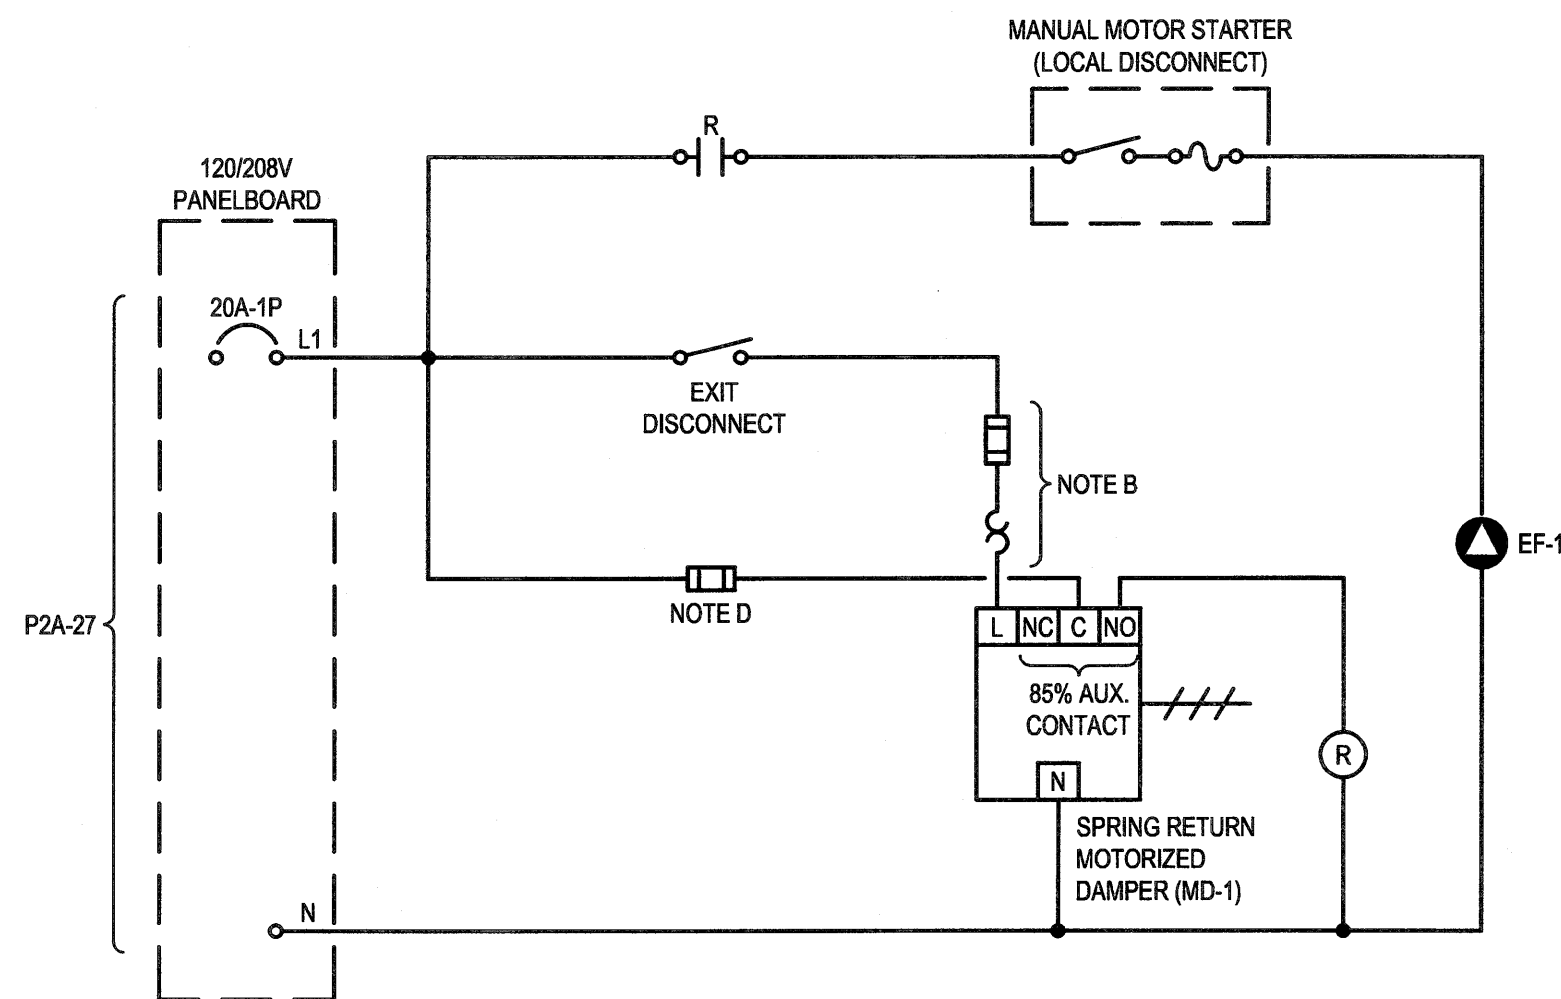 MANUAL MOTOR STARTER
(LOCAL DISCONNECT)
R
120/208V
PANELBOARD
20A-1P
L1
EXIT
DISCONNECT
NOTE B
EF-1
NOTE D
P2A-27
L NC C NO
85% AUX.
CONTACT
R
N
SPRING RETURN
MOTORIZED
DAMPER (MD-1)
N